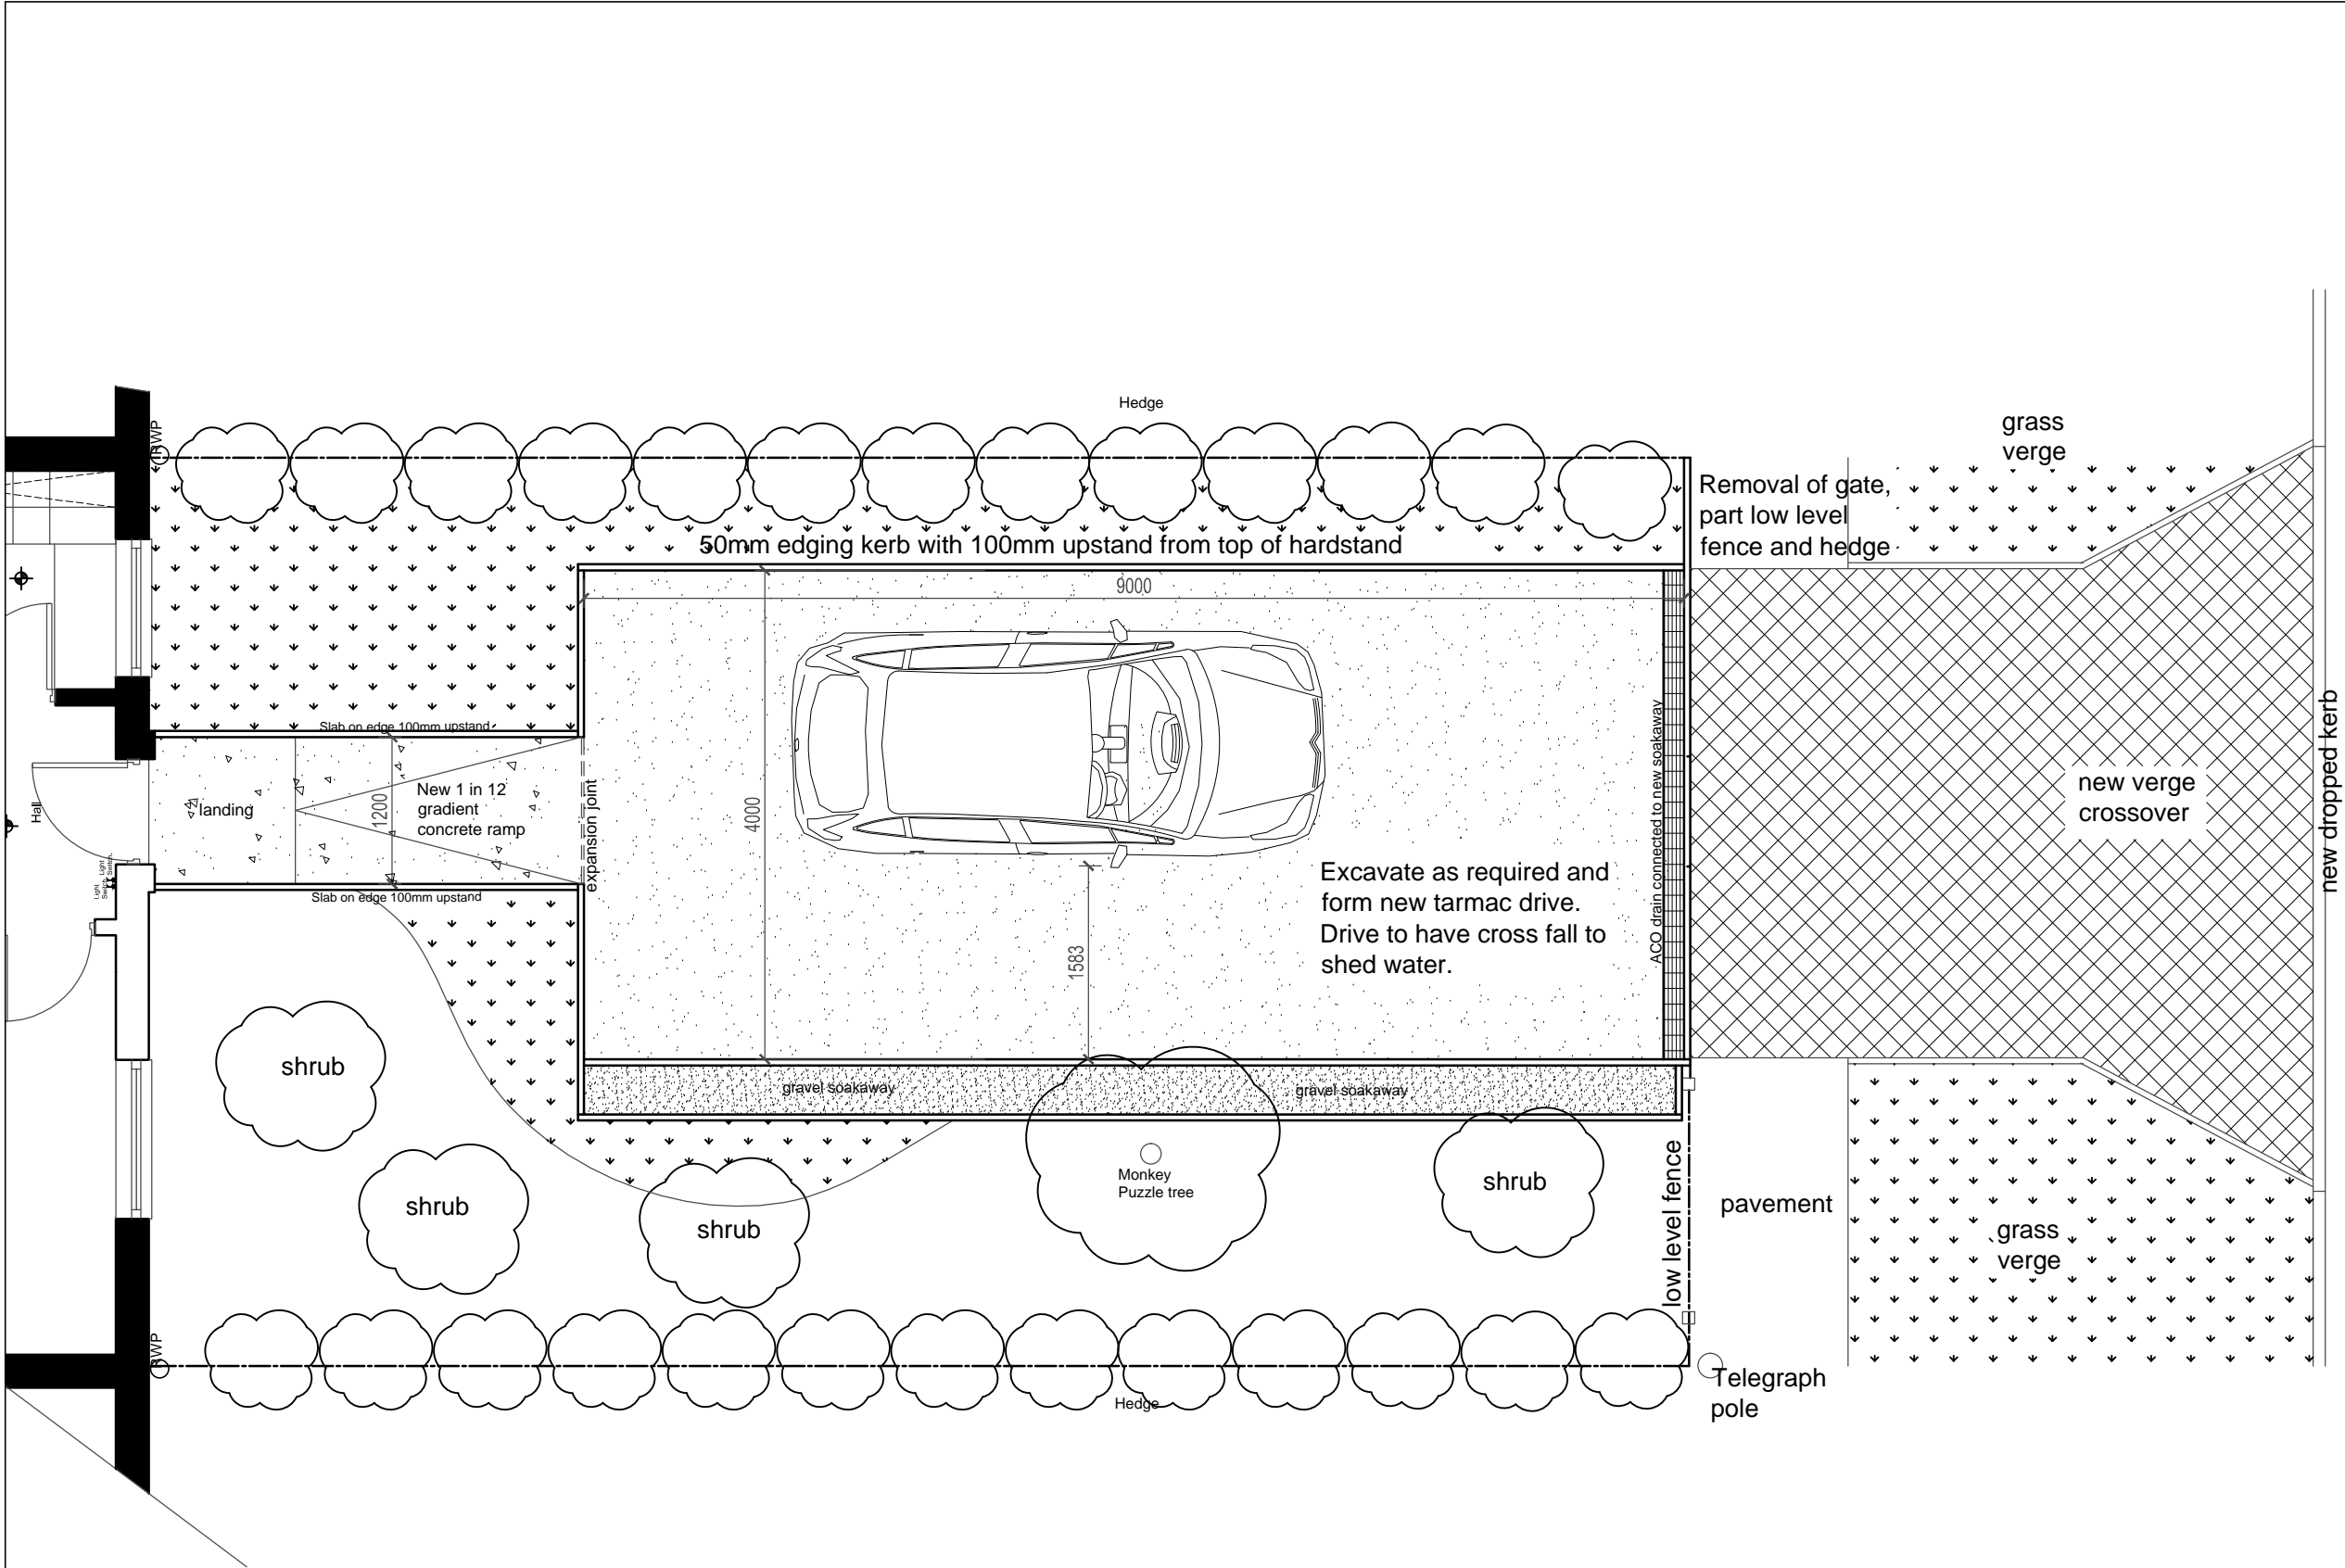 Hedge
grass
verge
RWP
Removal of gate,
part low level
fence and hedge
50mm edging kerb with 100mm upstand from top of hardstand
9000
Slab on edge 100mm upstand
new dropped kerb
ACO drain connected to new soakaway
Hall
landing
1200
New 1 in 12
gradient
concrete ramp
expansion joint
4000
new verge
crossover
Light
Switch
Light
Switch
Slab on edge 100mm upstand
1583
Excavate as required and
form new tarmac drive.
Drive to have cross fall to
shed water.
shrub
gravel soakaway
gravel soakaway
Monkey
Puzzle tree
shrub
shrub
shrub
low level fence
pavement
grass
verge
RWP
Telegraph
pole
Hedge